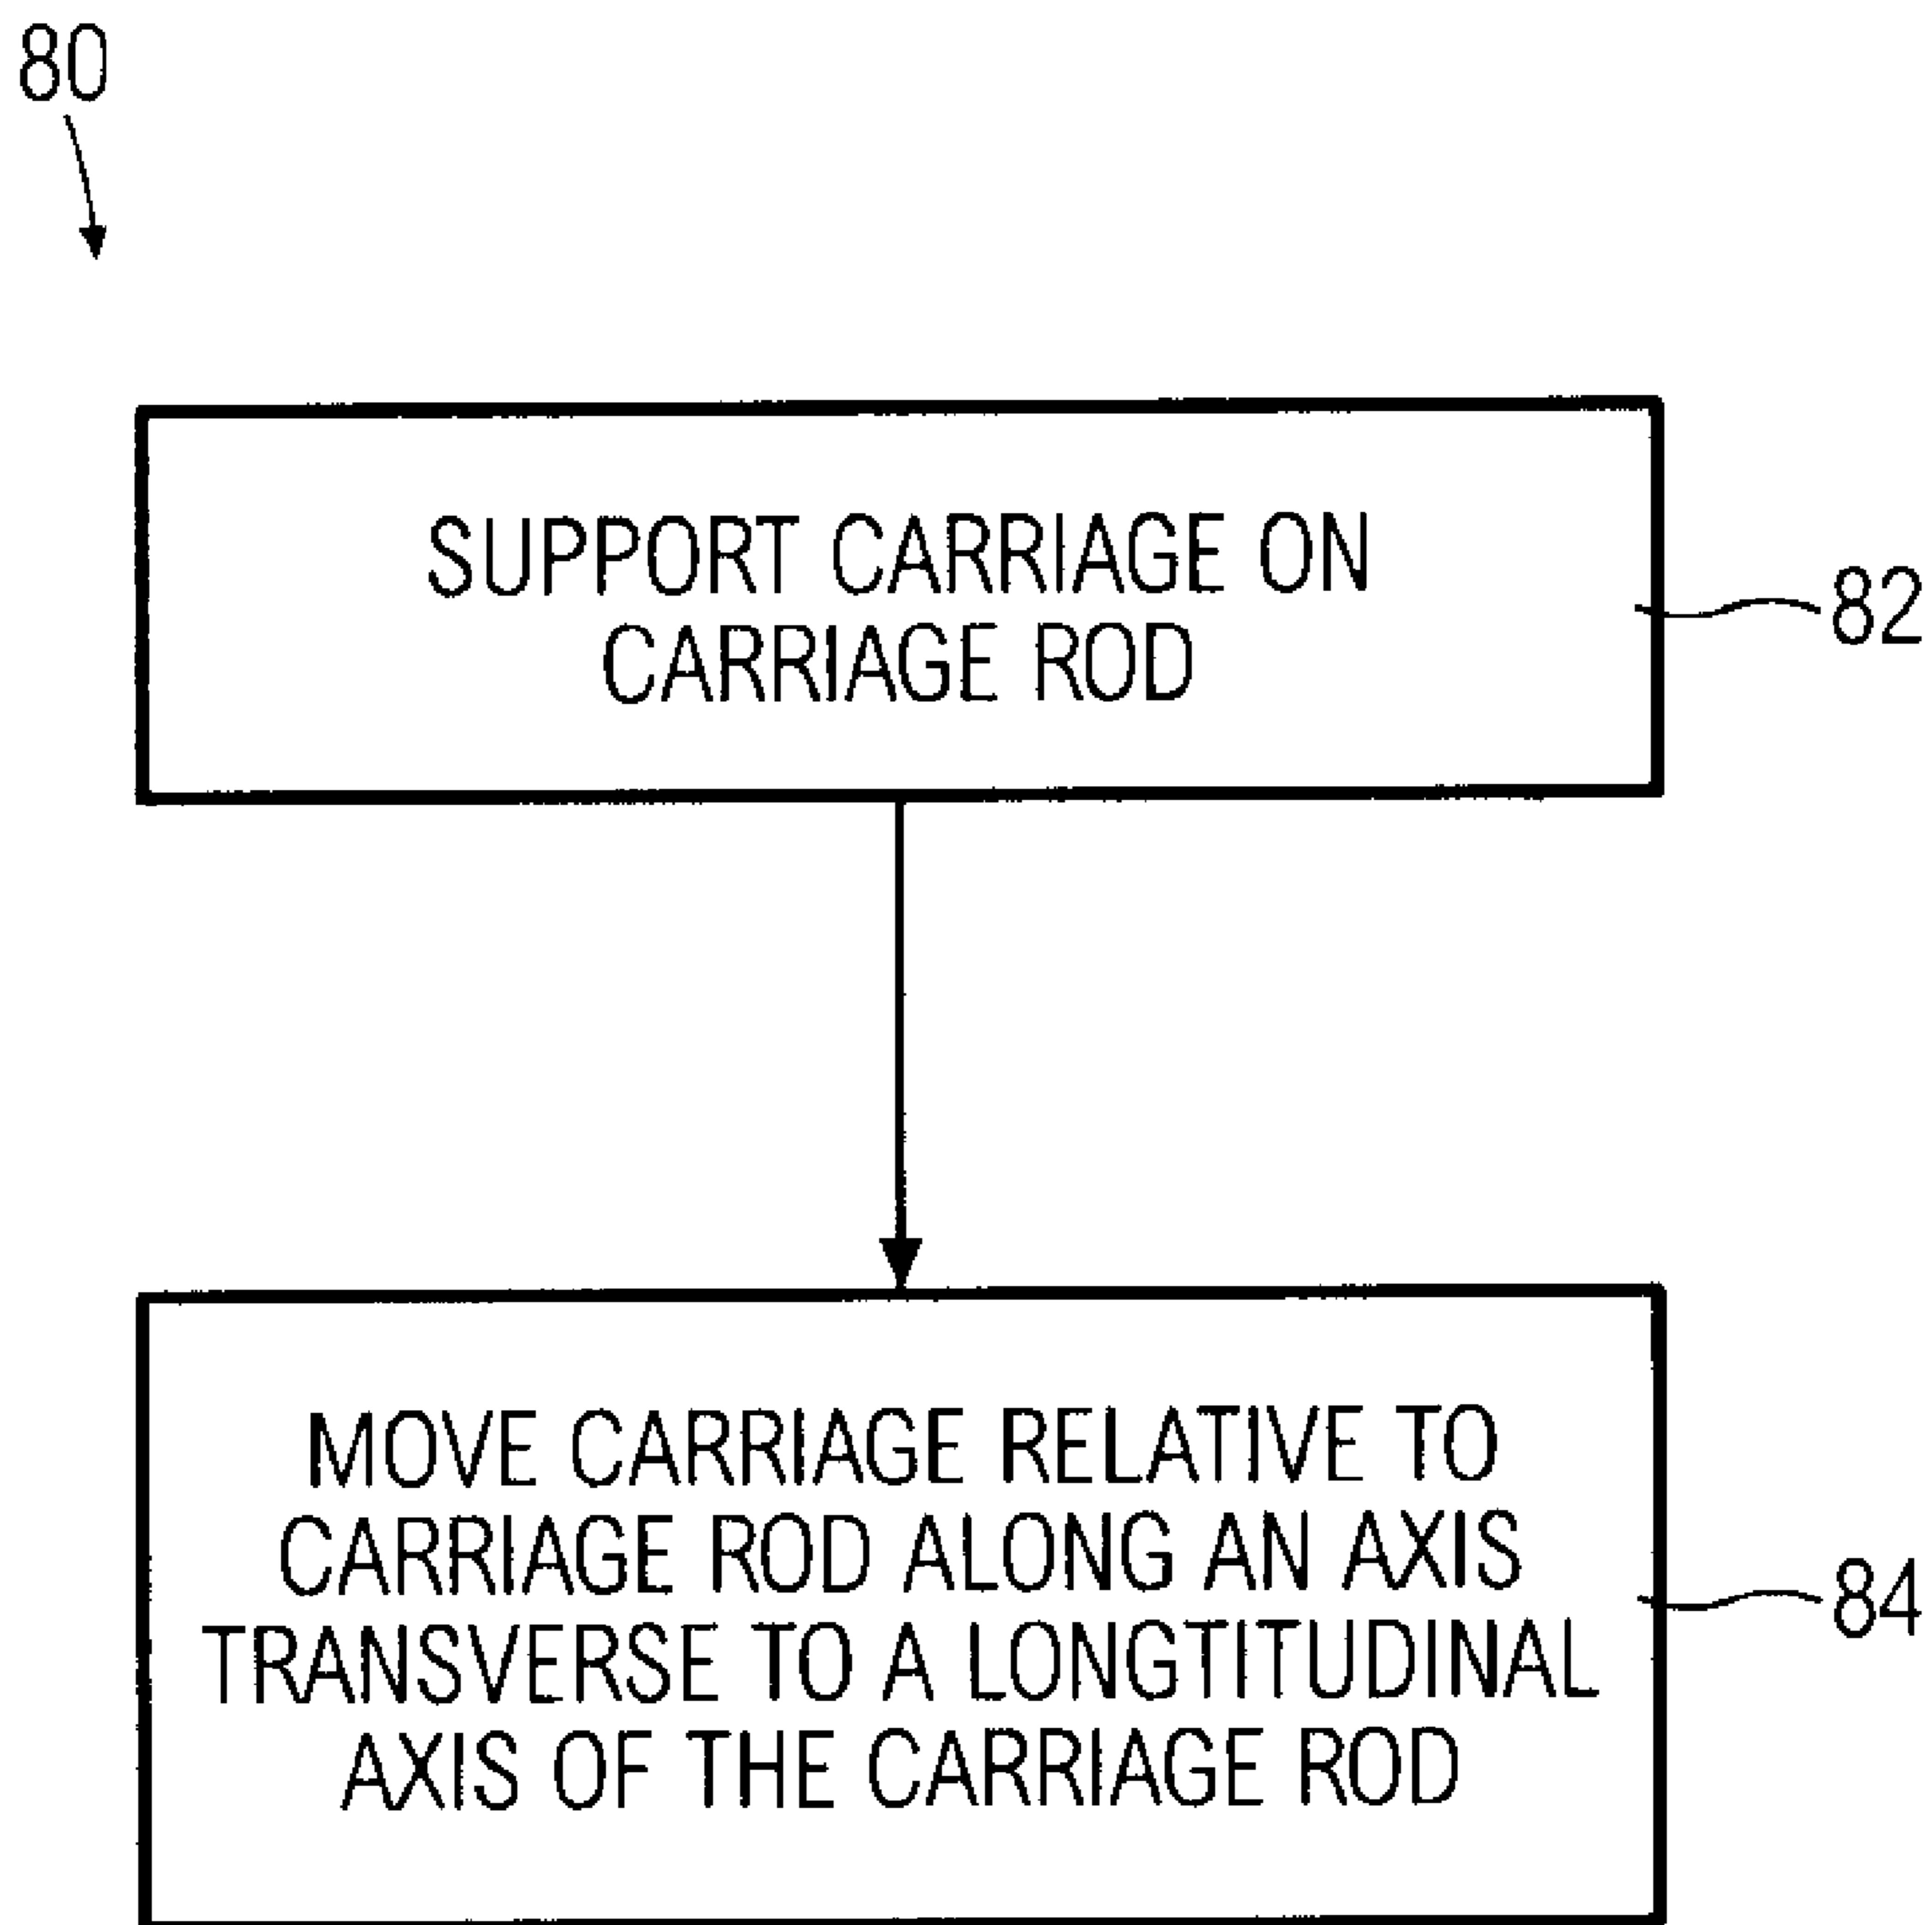 80
SUPPORT CARRIAGE ON
CARRIAGE ROD
82
MOVE CARRIAGE RELATIVE TO
CARRIAGE ROD ALONG AN AXIS
TRANSVERSE TO A LONGTITUDINAL
AXIS OF THE CARRIAGE ROD
84